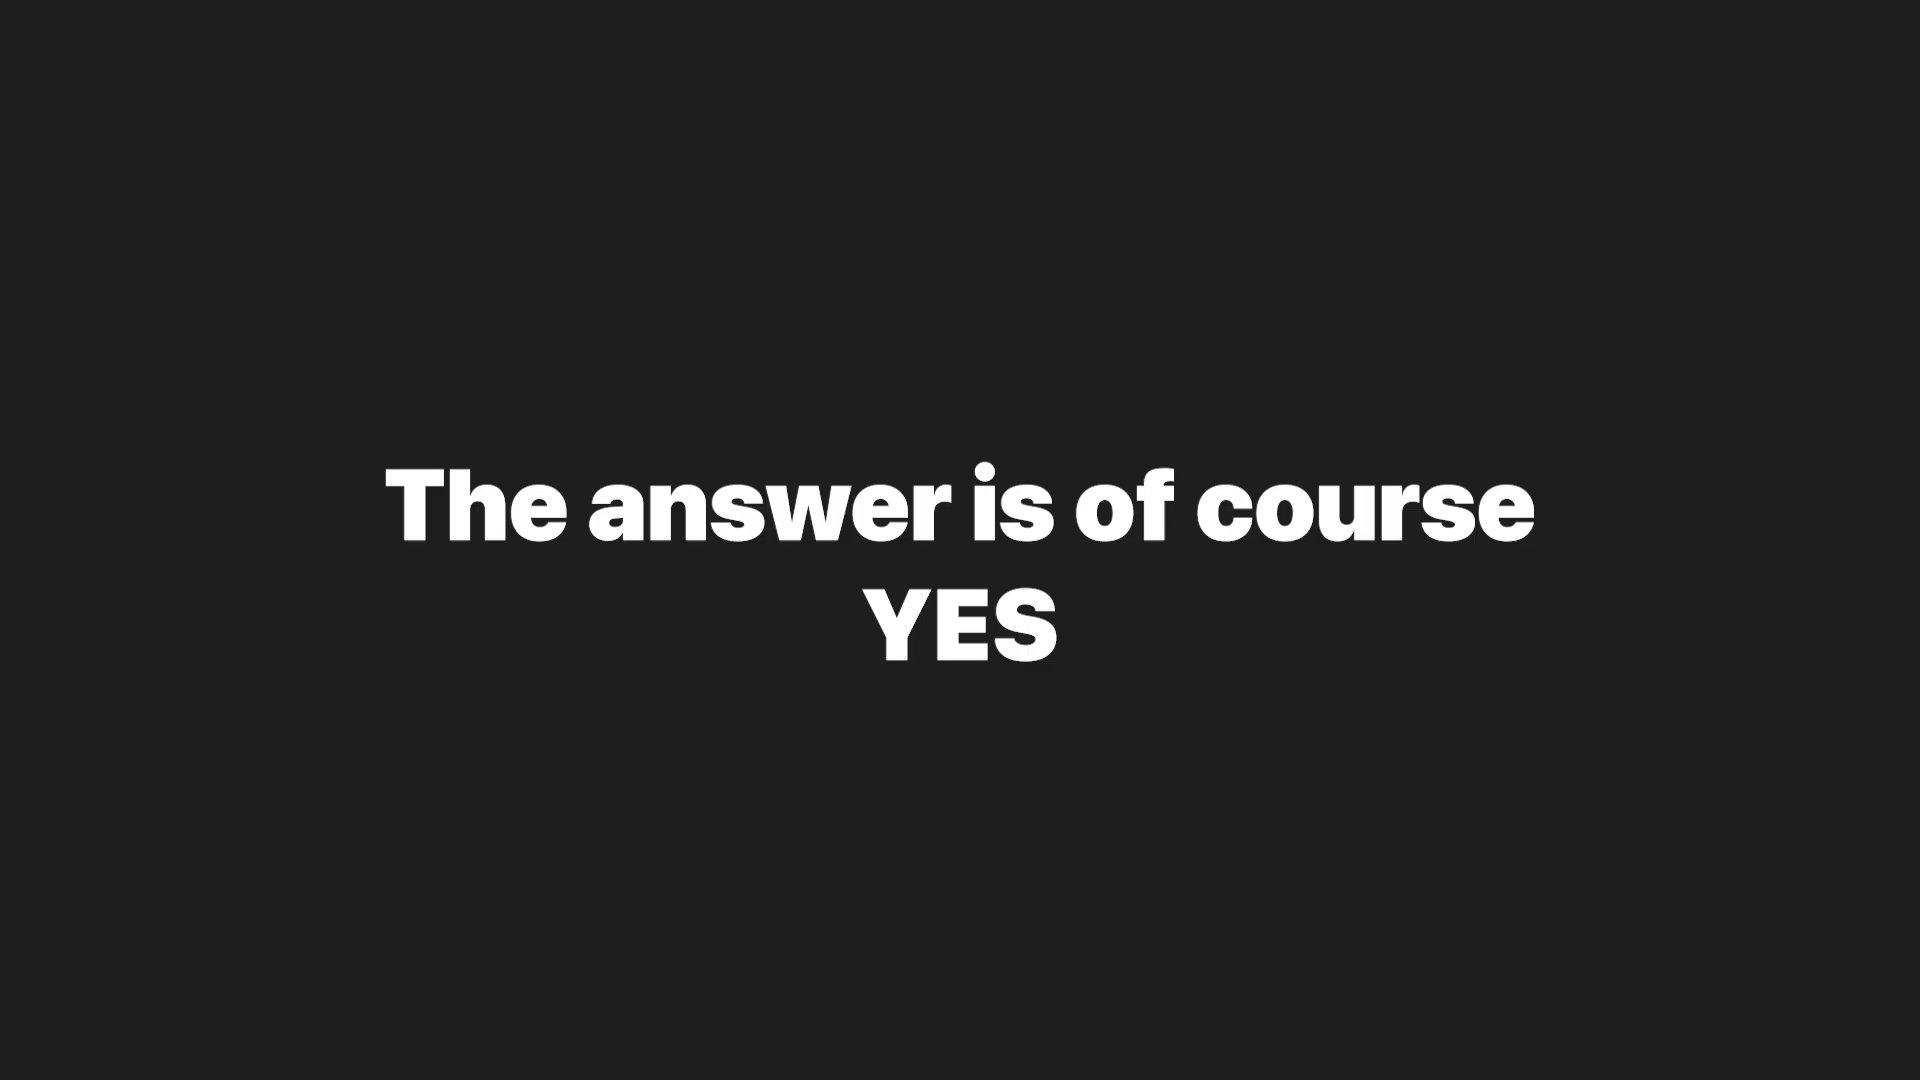 The answer is of course
YES